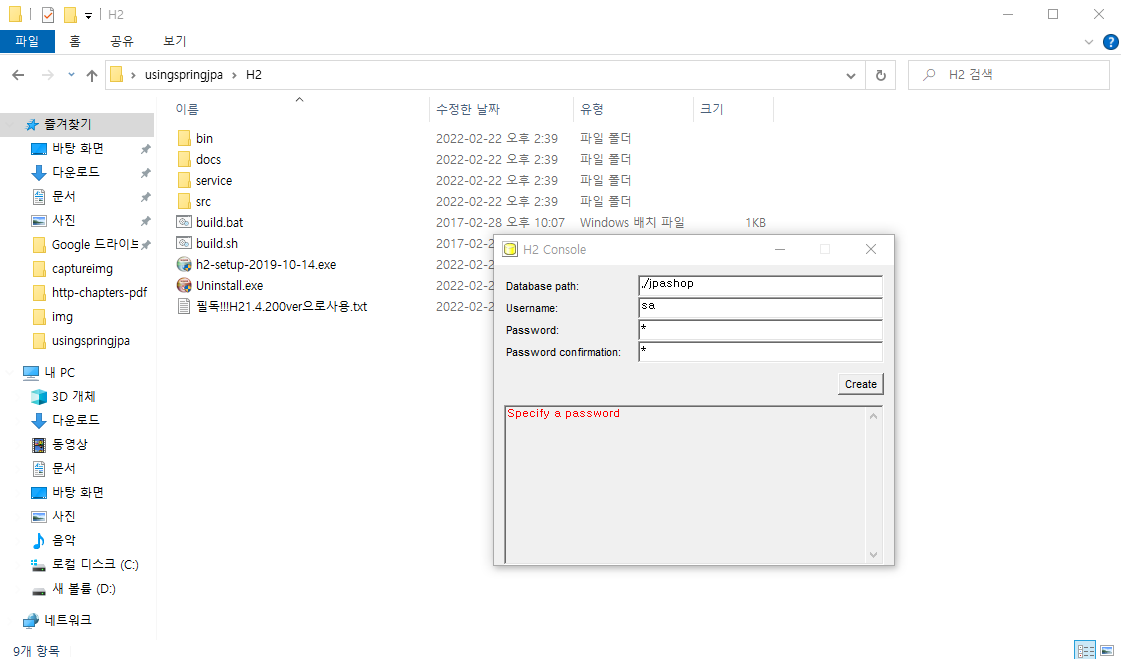 H2
파일 홈 공유 보기
usingspringjpa > H2
H2 검색
이름 수정한 날짜 유형 크기
즐겨찾기
바탕 화면
다운로드
문서
사진
Google 드라이브
captureimg
http-chapters-pdf
img
usingspringjpa
내 PC
3D 개체
다운로드
동영상
문서
바탕 화면
사진
음악
로컬 디스크 (C:)
새 볼륨 (D:)
네트워크
bin 2022-02-22 오후 2:39 파일 폴더
docs 2022-02-22 오후 2:39 파일 폴더
service 2022-02-22 오후 2:39 파일 폴더
src 2022-02-22 오후 2:39 파일 폴더
build.bat 2017-02-28 오후 10:07 Windows 배치 파일 1KB
build.sh 2017-02-2
h2-setup-2019-10-14.exe 2022-02-2
Uninstall.exe 2022-02-2
필독!!!H21.4.200ver으로사용.txt 2022-02-2
H2 Console
Database path: ./jpashop
Username: sa
Password: *
Password confirmation: *
Create
Specify a password
9개 항목